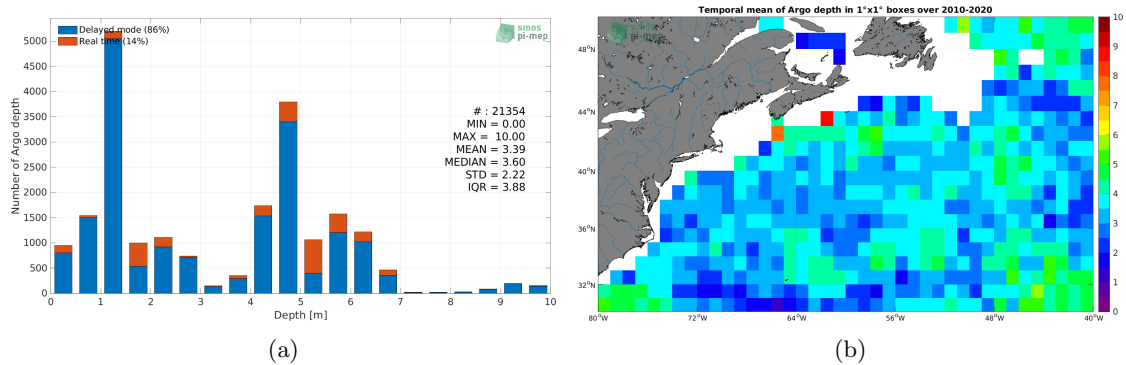 Delayed mode (86%)
Real time (14%)
smos
pi-mep
# : 21354
MIN = 0.00
MAX = 10.00
MEAN = 3.39
MEDIAN = 3.60
STD = 2.22
IQR = 3.88
Number of Argo depth
5000
4500
4000
3500
3000
2500
2000
1500
1000
500
0
0 1 2 3 4 5 6 7 8 9 10
Depth [m]
(a)
Temporal mean of Argo depth in 1°x1° boxes over 2010-2020
smos
pi-mep
48°N
44°N
40°N
36°N
32°N
80°W 72°W 64°W 56°W 48°W 40°W
10
9
8
7
6
5
4
3
2
1
0
(b)